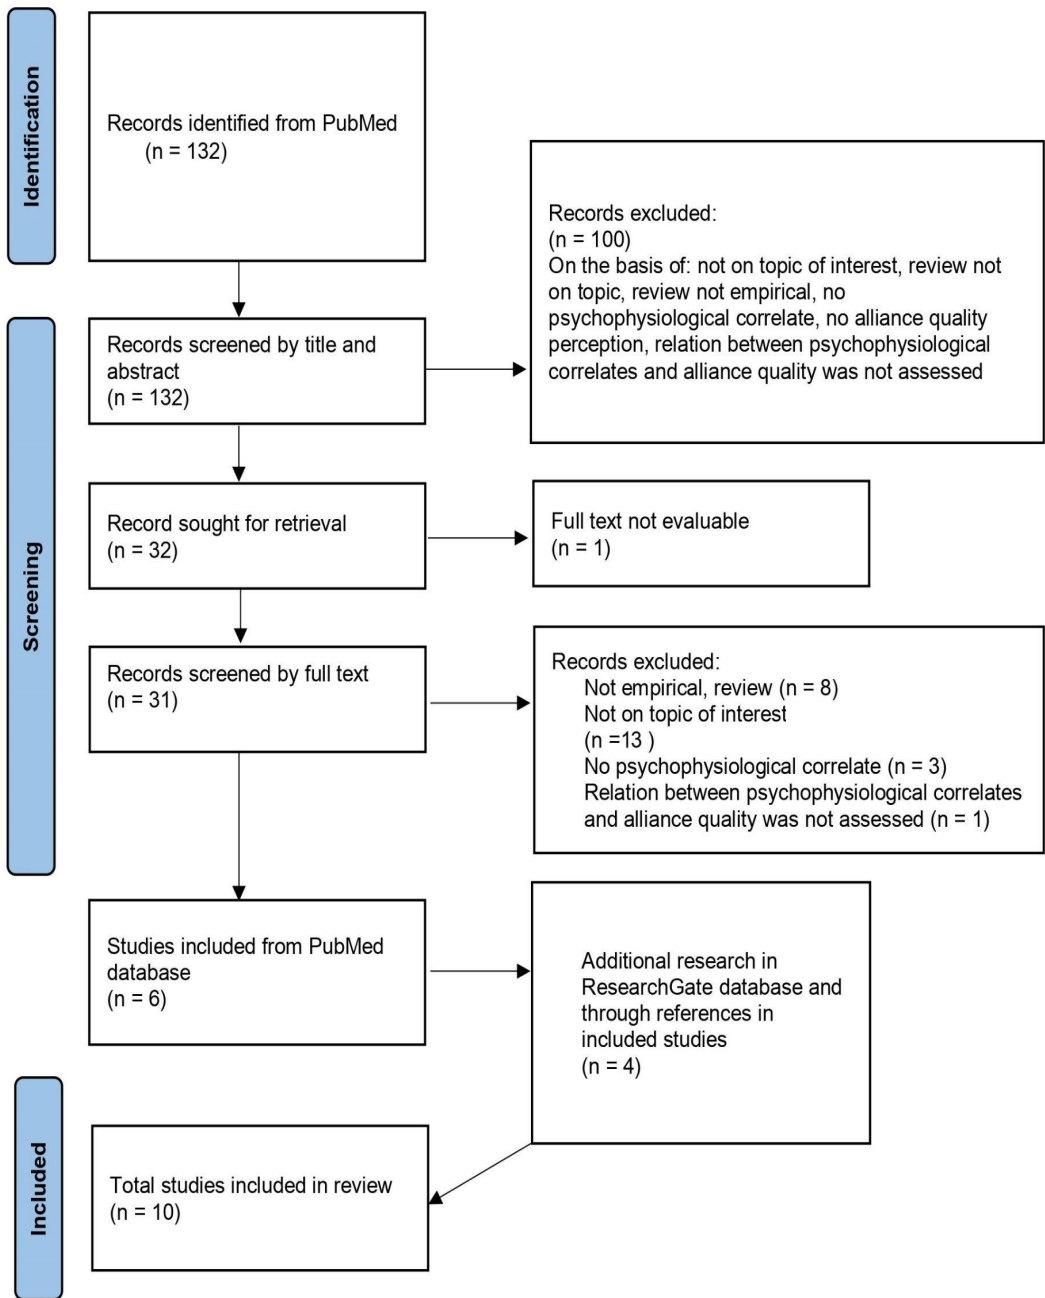 Identification
Records identified from PubMed
(n = 132)
Records excluded:
(n = 100)
On the basis of: not on topic of interest, review not
on topic, review not empirical, no
psychophysiological correlate, no alliance quality
perception, relation between psychophysiological
correlates and alliance quality was not assessed
Screening
Records screened by title and
abstract
(n = 132)
Record sought for retrieval
(n = 32)
Full text not evaluable
(n = 1)
Records screened by full text
(n = 31)
Records excluded:
Not empirical, review (n = 8)
Not on topic of interest
(n =13 )
No psychophysiological correlate (n = 3)
Relation between psychophysiological correlates
and alliance quality was not assessed (n = 1)
Studies included from PubMed
database
(n = 6)
Additional research in
ResearchGate database and
through references in
included studies
(n = 4)
Included
Total studies included in review
(n = 10)